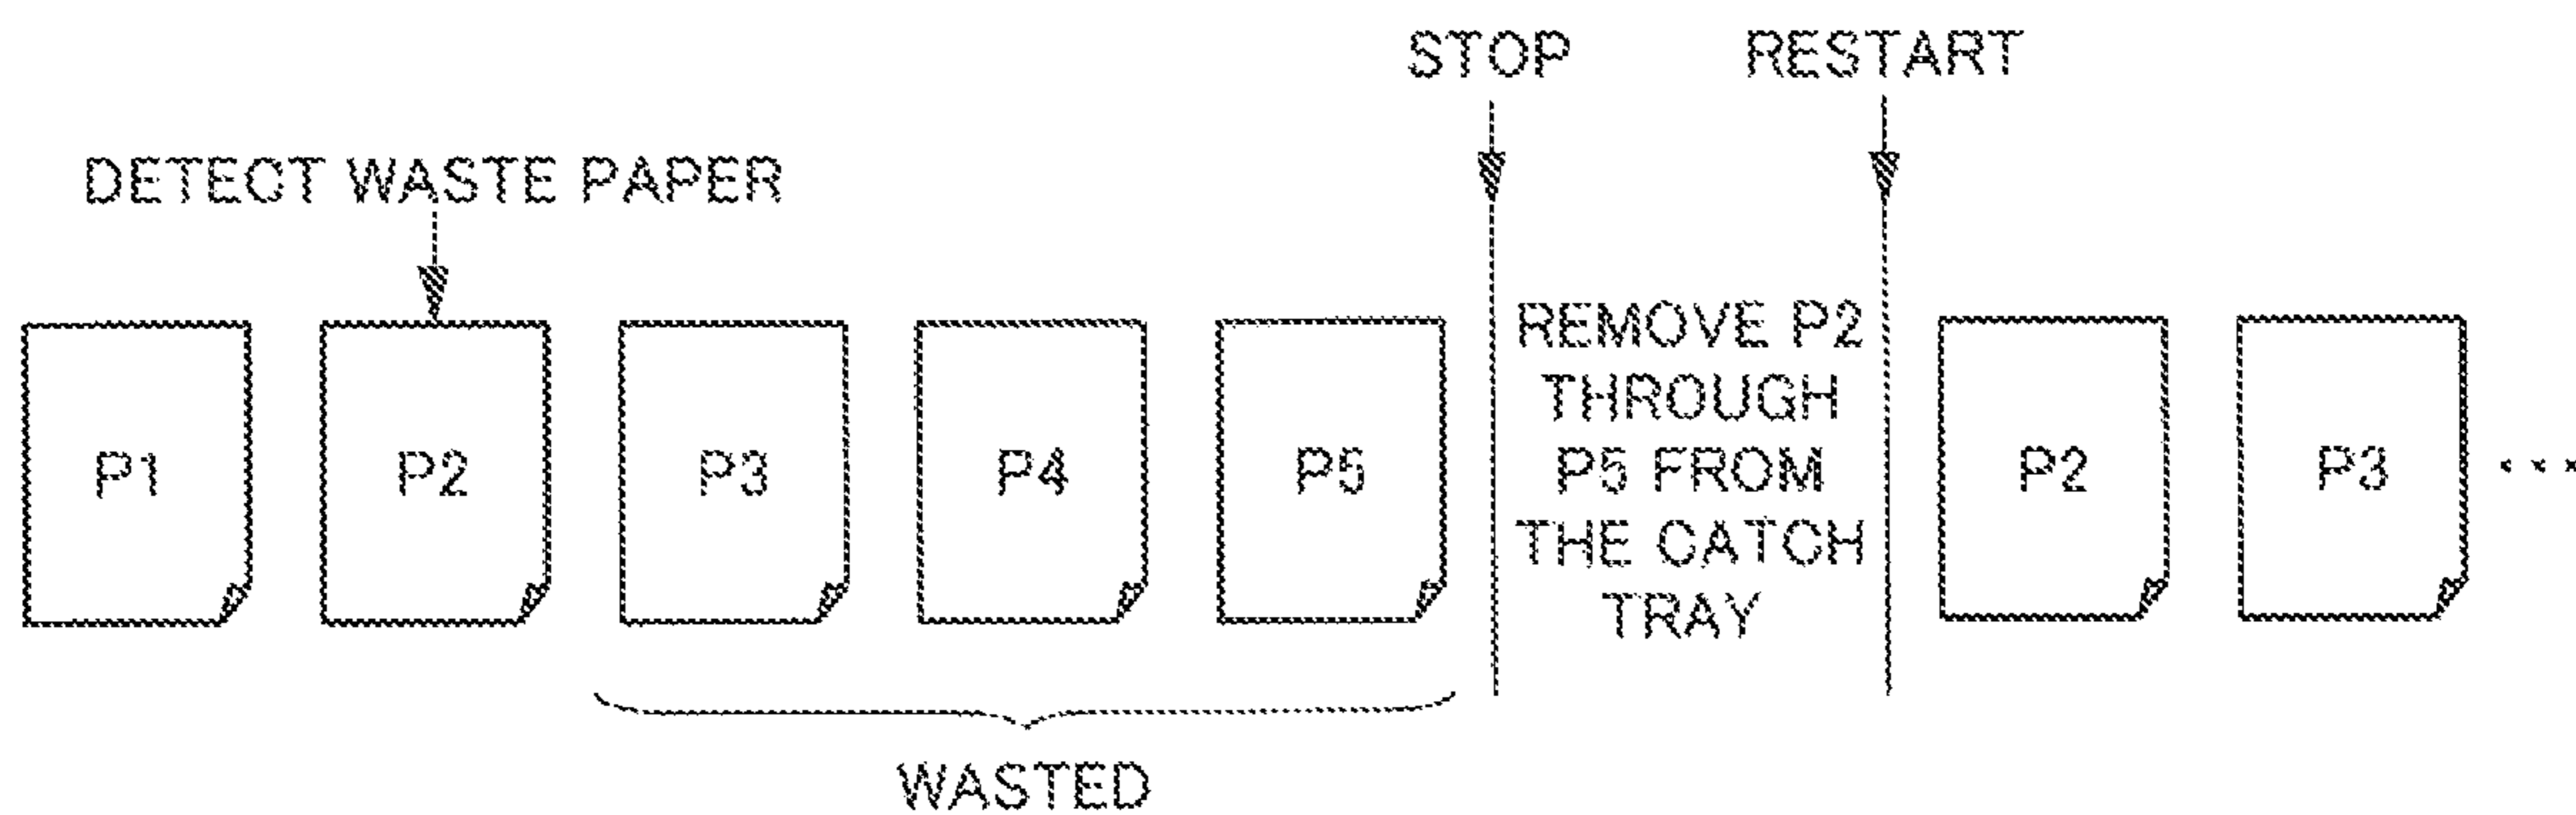 STOP RESTART
DETECT WASTE PAPER
P1 P2 P3 P4 P5
REMOVE P2
THROUGH
P5 FROM
THE CATCH
TRAY
P2 P3 ...
WASTED